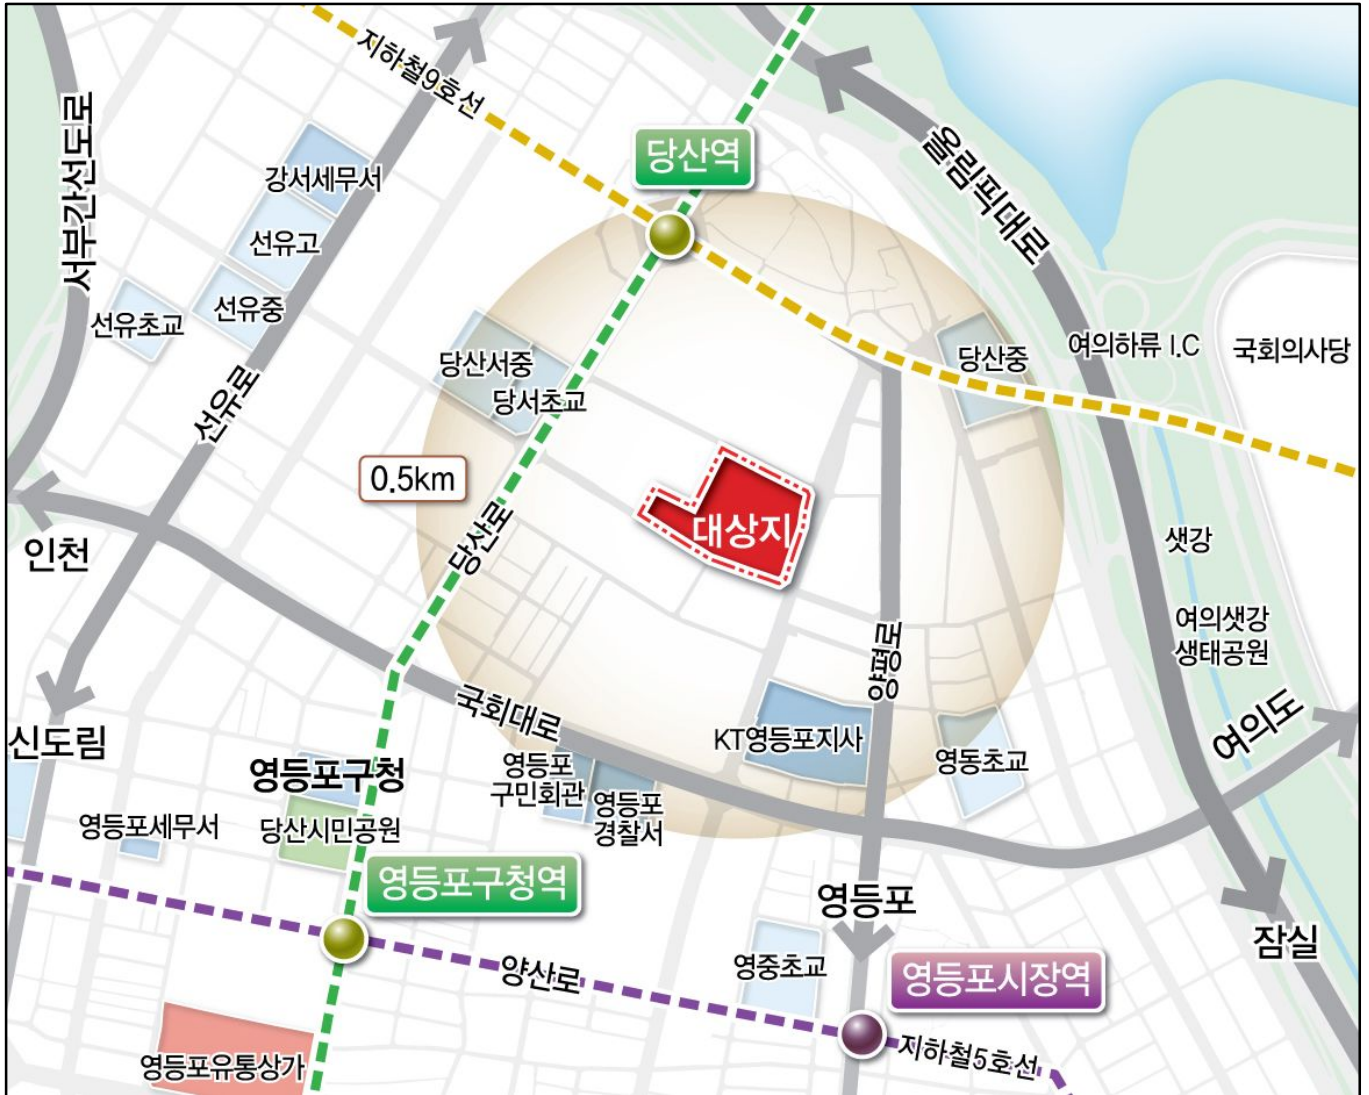 지하철9호선
당산역
서부간선도로
강서세무서
올림픽대로
선유고
선유중
선유초교
당산서중
당서초교
당산중
여의하류 I.C
국회의사당
선유로
0.5km
대상지
당산로
인천
샛강
여의샛강
생태공원
양평로
신도림
국회대로
KT영등포지사
여의도
영등포구청
영등포
구민회관
영등포
경찰서
영동초교
영등포세무서
당산시민공원
영등포구청역
영등포
잠실
양산로
영중초교
영등포시장역
지하철5호선
영등포유통상가